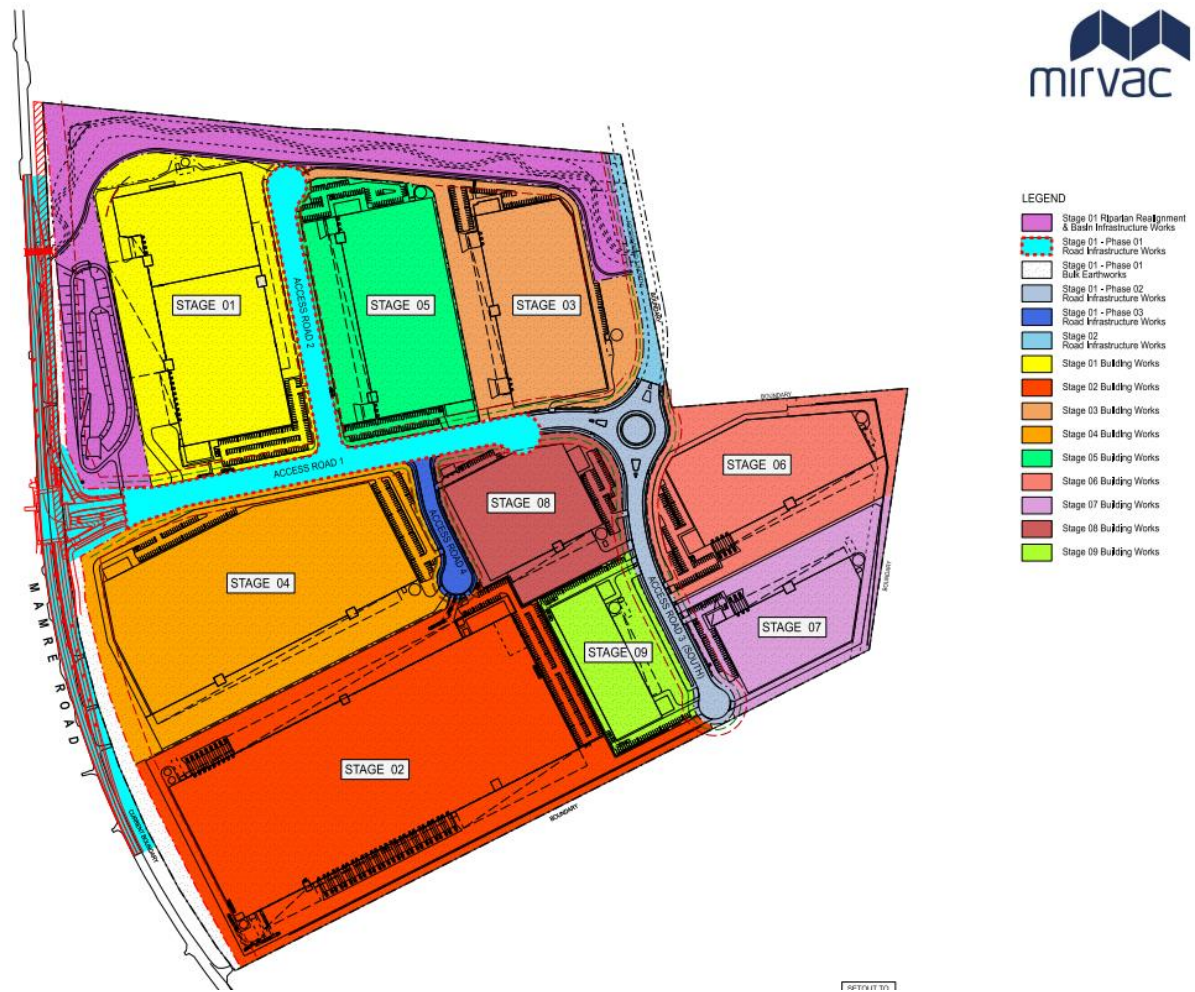 mirvac
LEGEND
Stage 01 Riparian Realignment
& Basin Infrastructure Works
Stage 01 - Phase 01
Road Infrastructure Works
Stage 01 - Phase 01
Bulk Earthworks
Stage 01 - Phase 02
Road Infrastructure Works
Stage 01 - Phase 03
Road Infrastructure Works
Stage 02
Road Infrastructure Works
Stage 01 Building Works
Stage 02 Building Works
Stage 03 Building Works
Stage 04 Building Works
Stage 05 Building Works
Stage 06 Building Works
Stage 07 Building Works
Stage 08 Building Works
Stage 09 Building Works
STAGE 01
ACCESS ROAD 2
STAGE 05
STAGE 03
BOUNDARY
ACCESS ROAD 1
STAGE 06
STAGE 08
ACCESS ROAD 4
STAGE 04
BOUNDARY
ACCESS ROAD 3 (SOUTH)
STAGE 07
STAGE 09
MAMRE ROAD
STAGE 02
BOUNDARY
CURRENT BOUNDARY
SETOUT TO